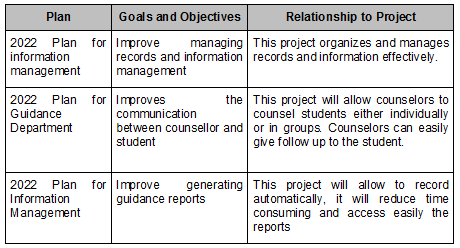 Plan Goals and Objectives Relationship to Project
2022 Plan for
information
management
Improve managing
records and information
management
This project organizes and manages
records and information effectively.
2022 Plan for
Guidance
Department
Improves the
communication
between counsellor and
student
This project will allow counselors to
counsel students either individually
or in groups. Counselors can easily
give follow up to the student.
2022 Plan for
Information
Management
Improve generating
guidance reports
This project will allow to record
automatically, it will reduce time
consuming and access easily the
reports